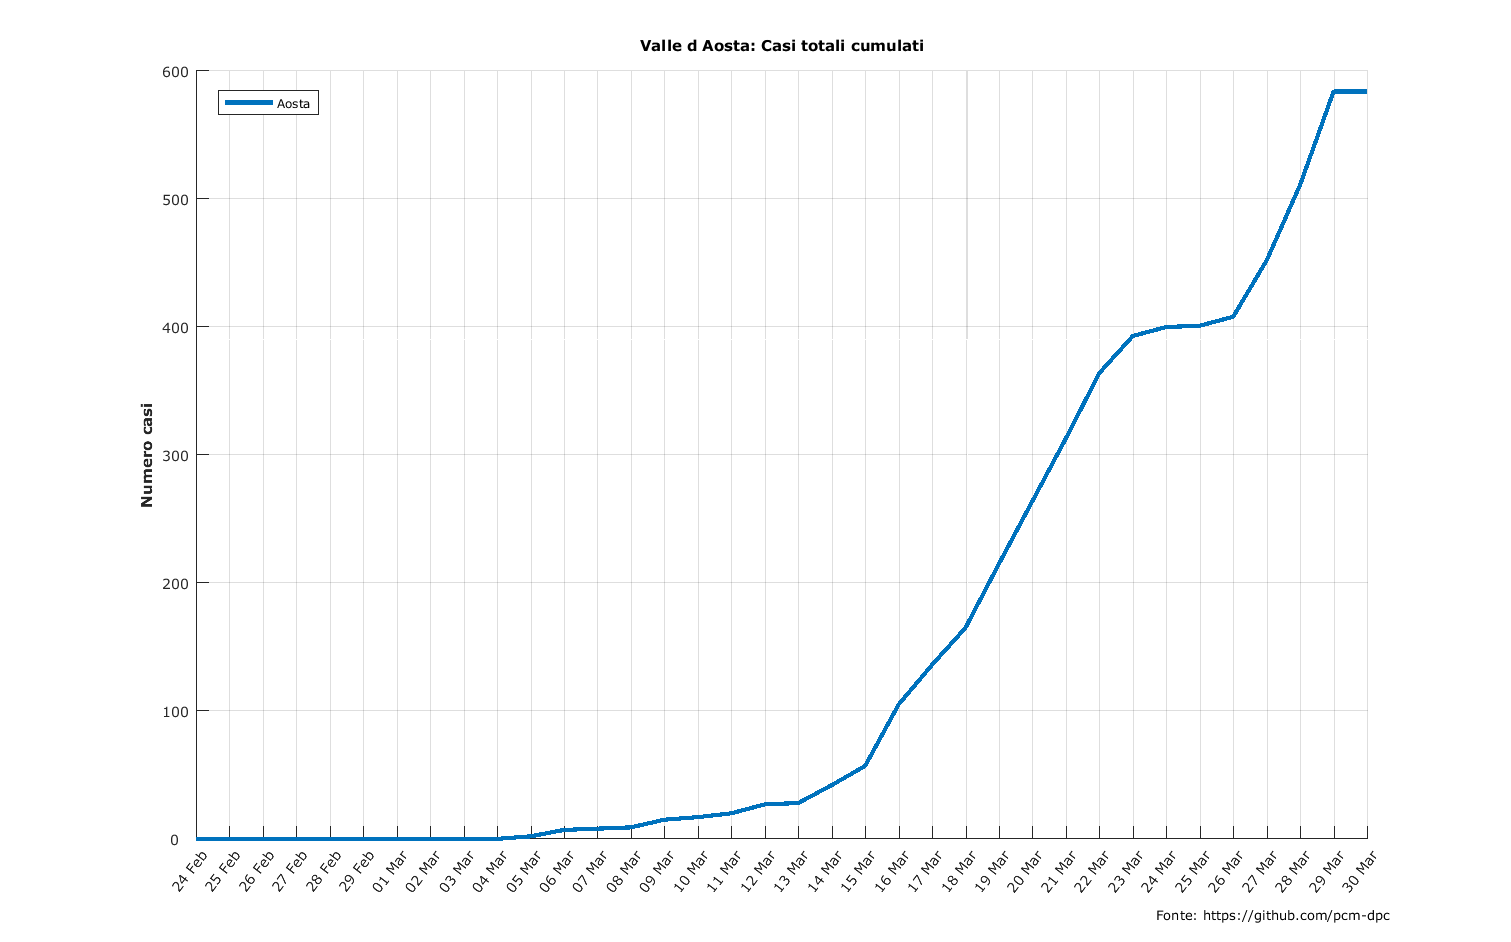 Valle d Aosta: Casi totali cumulati
Aosta
Numero casi
600
500
400
300
200
100
0
24 Feb
25 Feb
26 Feb
27 Feb
28 Feb
29 Feb
01 Mar
02 Mar
03 Mar
04 Mar
05 Mar
06 Mar
07 Mar
08 Mar
09 Mar
10 Mar
11 Mar
12 Mar
13 Mar
14 Mar
15 Mar
16 Mar
17 Mar
18 Mar
19 Mar
20 Mar
21 Mar
22 Mar
23 Mar
24 Mar
25 Mar
26 Mar
27 Mar
28 Mar
29 Mar
30 Mar
Fonte: https://github.com/pcm-dpc